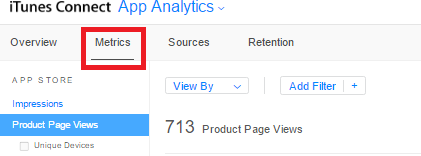 iTunes Connect App Analytics
Overview Metrics Sources Retention
APP STORE
Impressions
Product Page Views
Unique Devices
View By Add Filter +
713 Product Page Views